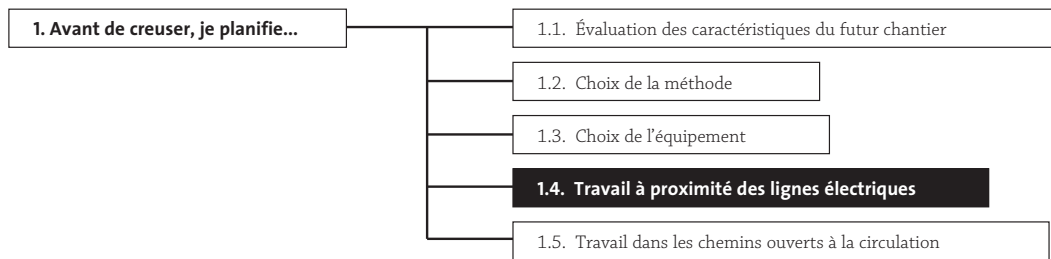 1. Avant de creuser, je planifie...
1.1. Évaluation des caractéristiques du futur chantier
1.2. Choix de la méthode
1.3. Choix de l'équipement
1.4. Travail à proximité des lignes électriques
1.5. Travail dans les chemins ouverts à la circulation